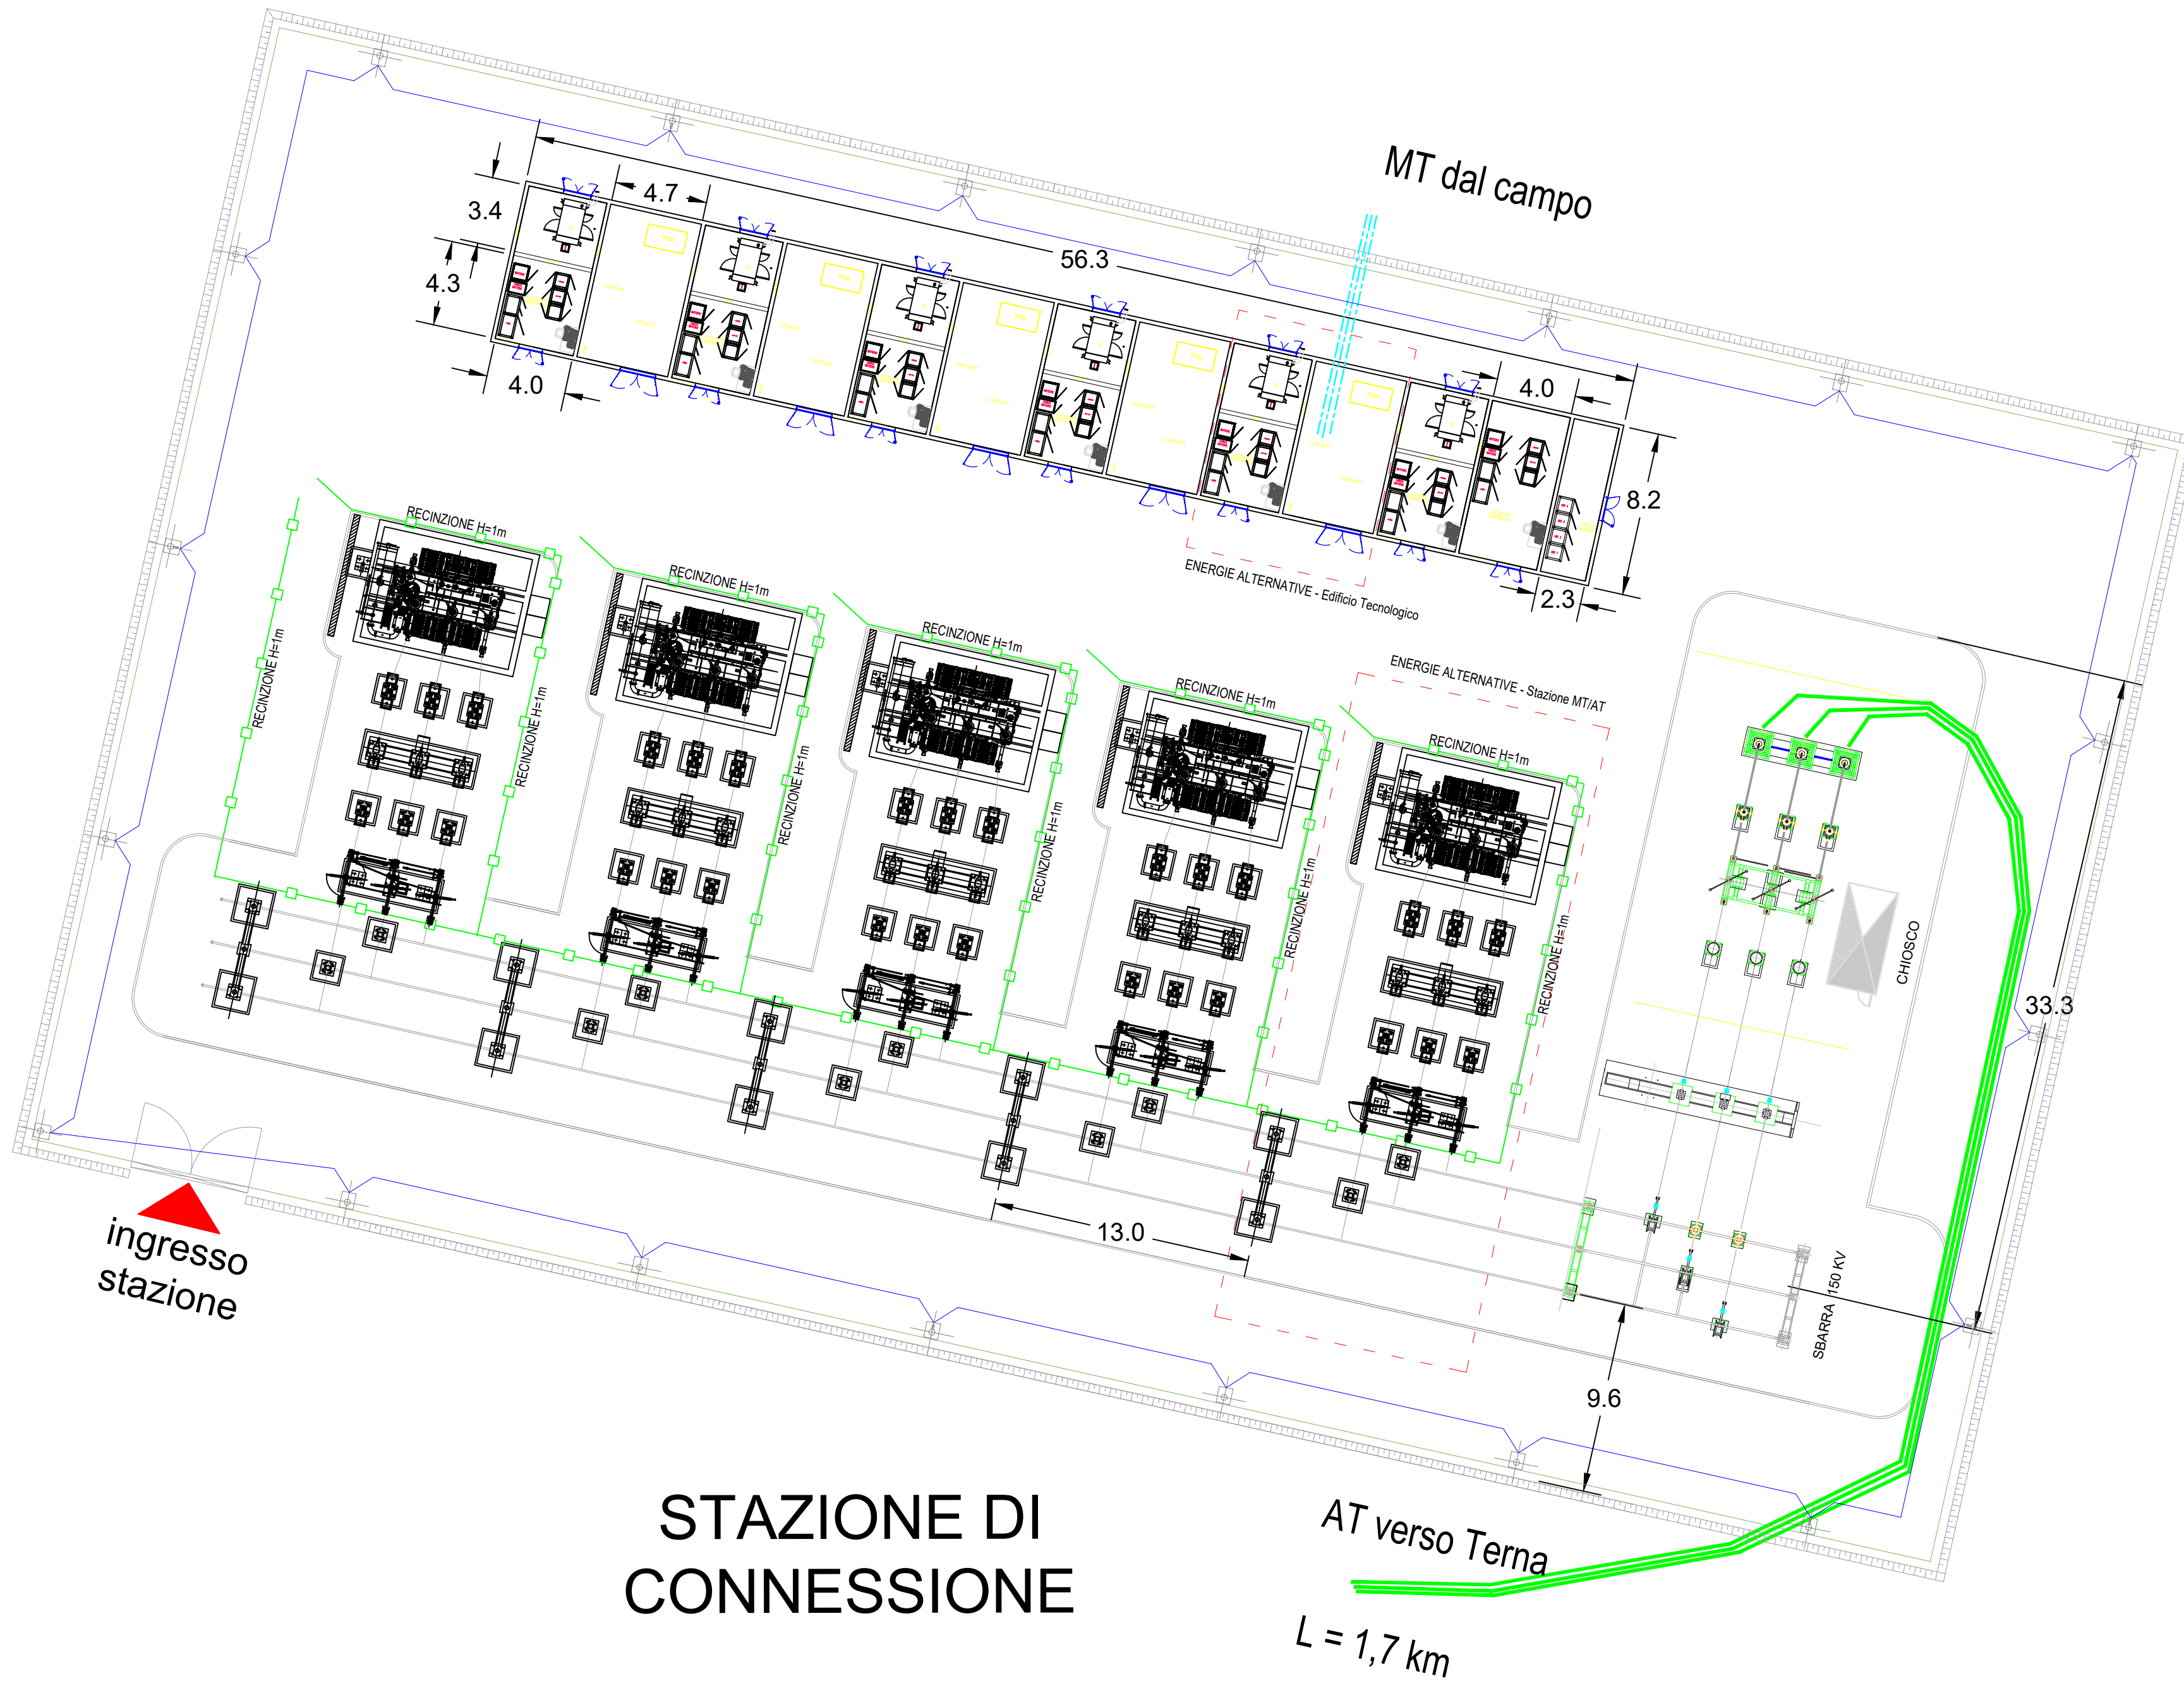 MT dal campo
3.4
4.7
56.3
4.3
4.0
4.0
8.2
2.3
ENERGIE ALTERNATIVE - Edificio Tecnologico
RECINZIONE H=1m
RECINZIONE H=1m
RECINZIONE H=1m
RECINZIONE H=1m
RECINZIONE H=1m
ENERGIE ALTERNATIVE - Stazione MT/AT
RECINZIONE H=1m
RECINZIONE H=1m
RECINZIONE H=1m
RECINZIONE H=1m
RECINZIONE H=1m
RECINZIONE H=1m
CHIOSCO
33.3
SBARRA 150 KV
13.0
9.6
ingresso
stazione
STAZIONE DI
CONNESSIONE
AT verso Terna
L = 1,7 km